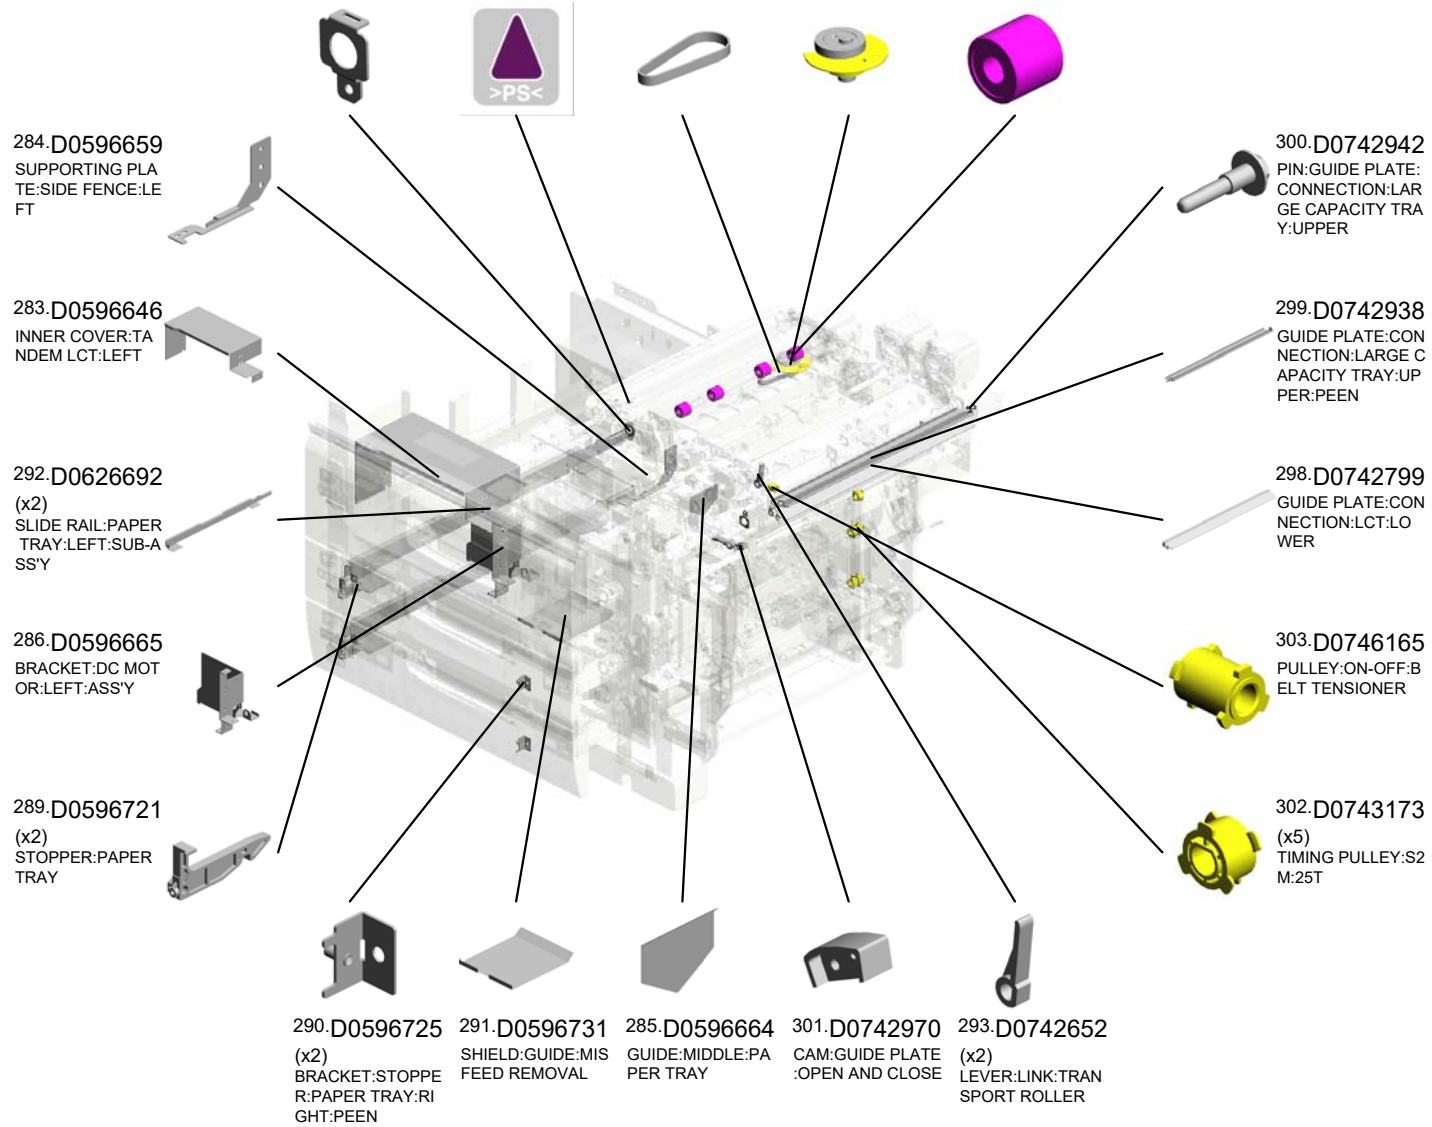 >PS<
284.D0596659
SUPPORTING PLA
TE:SIDE FENCE:LE
FT
283.D0596646
INNER COVER:TA
NDEM LCT:LEFT
292.D0626692
(x2)
SLIDE RAIL:PAPER
TRAY:LEFT:SUB-A
SS'Y
286.D0596665
BRACKET:DC MOT
OR:LEFT:ASS'Y
289.D0596721
(x2)
STOPPER:PAPER
TRAY
290.D0596725
(x2)
BRACKET:STOPPE
R:PAPER TRAY:RI
GHT:PEEN
291.D0596731
SHIELD:GUIDE:MIS
FEED REMOVAL
285.D0596664
GUIDE:MIDDLE:PA
PER TRAY
301.D0742970
CAM:GUIDE PLATE
:OPEN AND CLOSE
293.D0742652
(x2)
LEVER:LINK:TRAN
SPORT ROLLER
300.D0742942
PIN:GUIDE PLATE:
CONNECTION:LAR
GE CAPACITY TRA
Y:UPPER
299.D0742938
GUIDE PLATE:CON
NECTION:LARGE C
APACITY TRAY:UP
PER:PEEN
298.D0742799
GUIDE PLATE:CON
NECTION:LCT:LO
WER
303.D0746165
PULLEY:ON-OFF:B
ELT TENSIONER
302.D0743173
(x5)
TIMING PULLEY:S2
M:25T